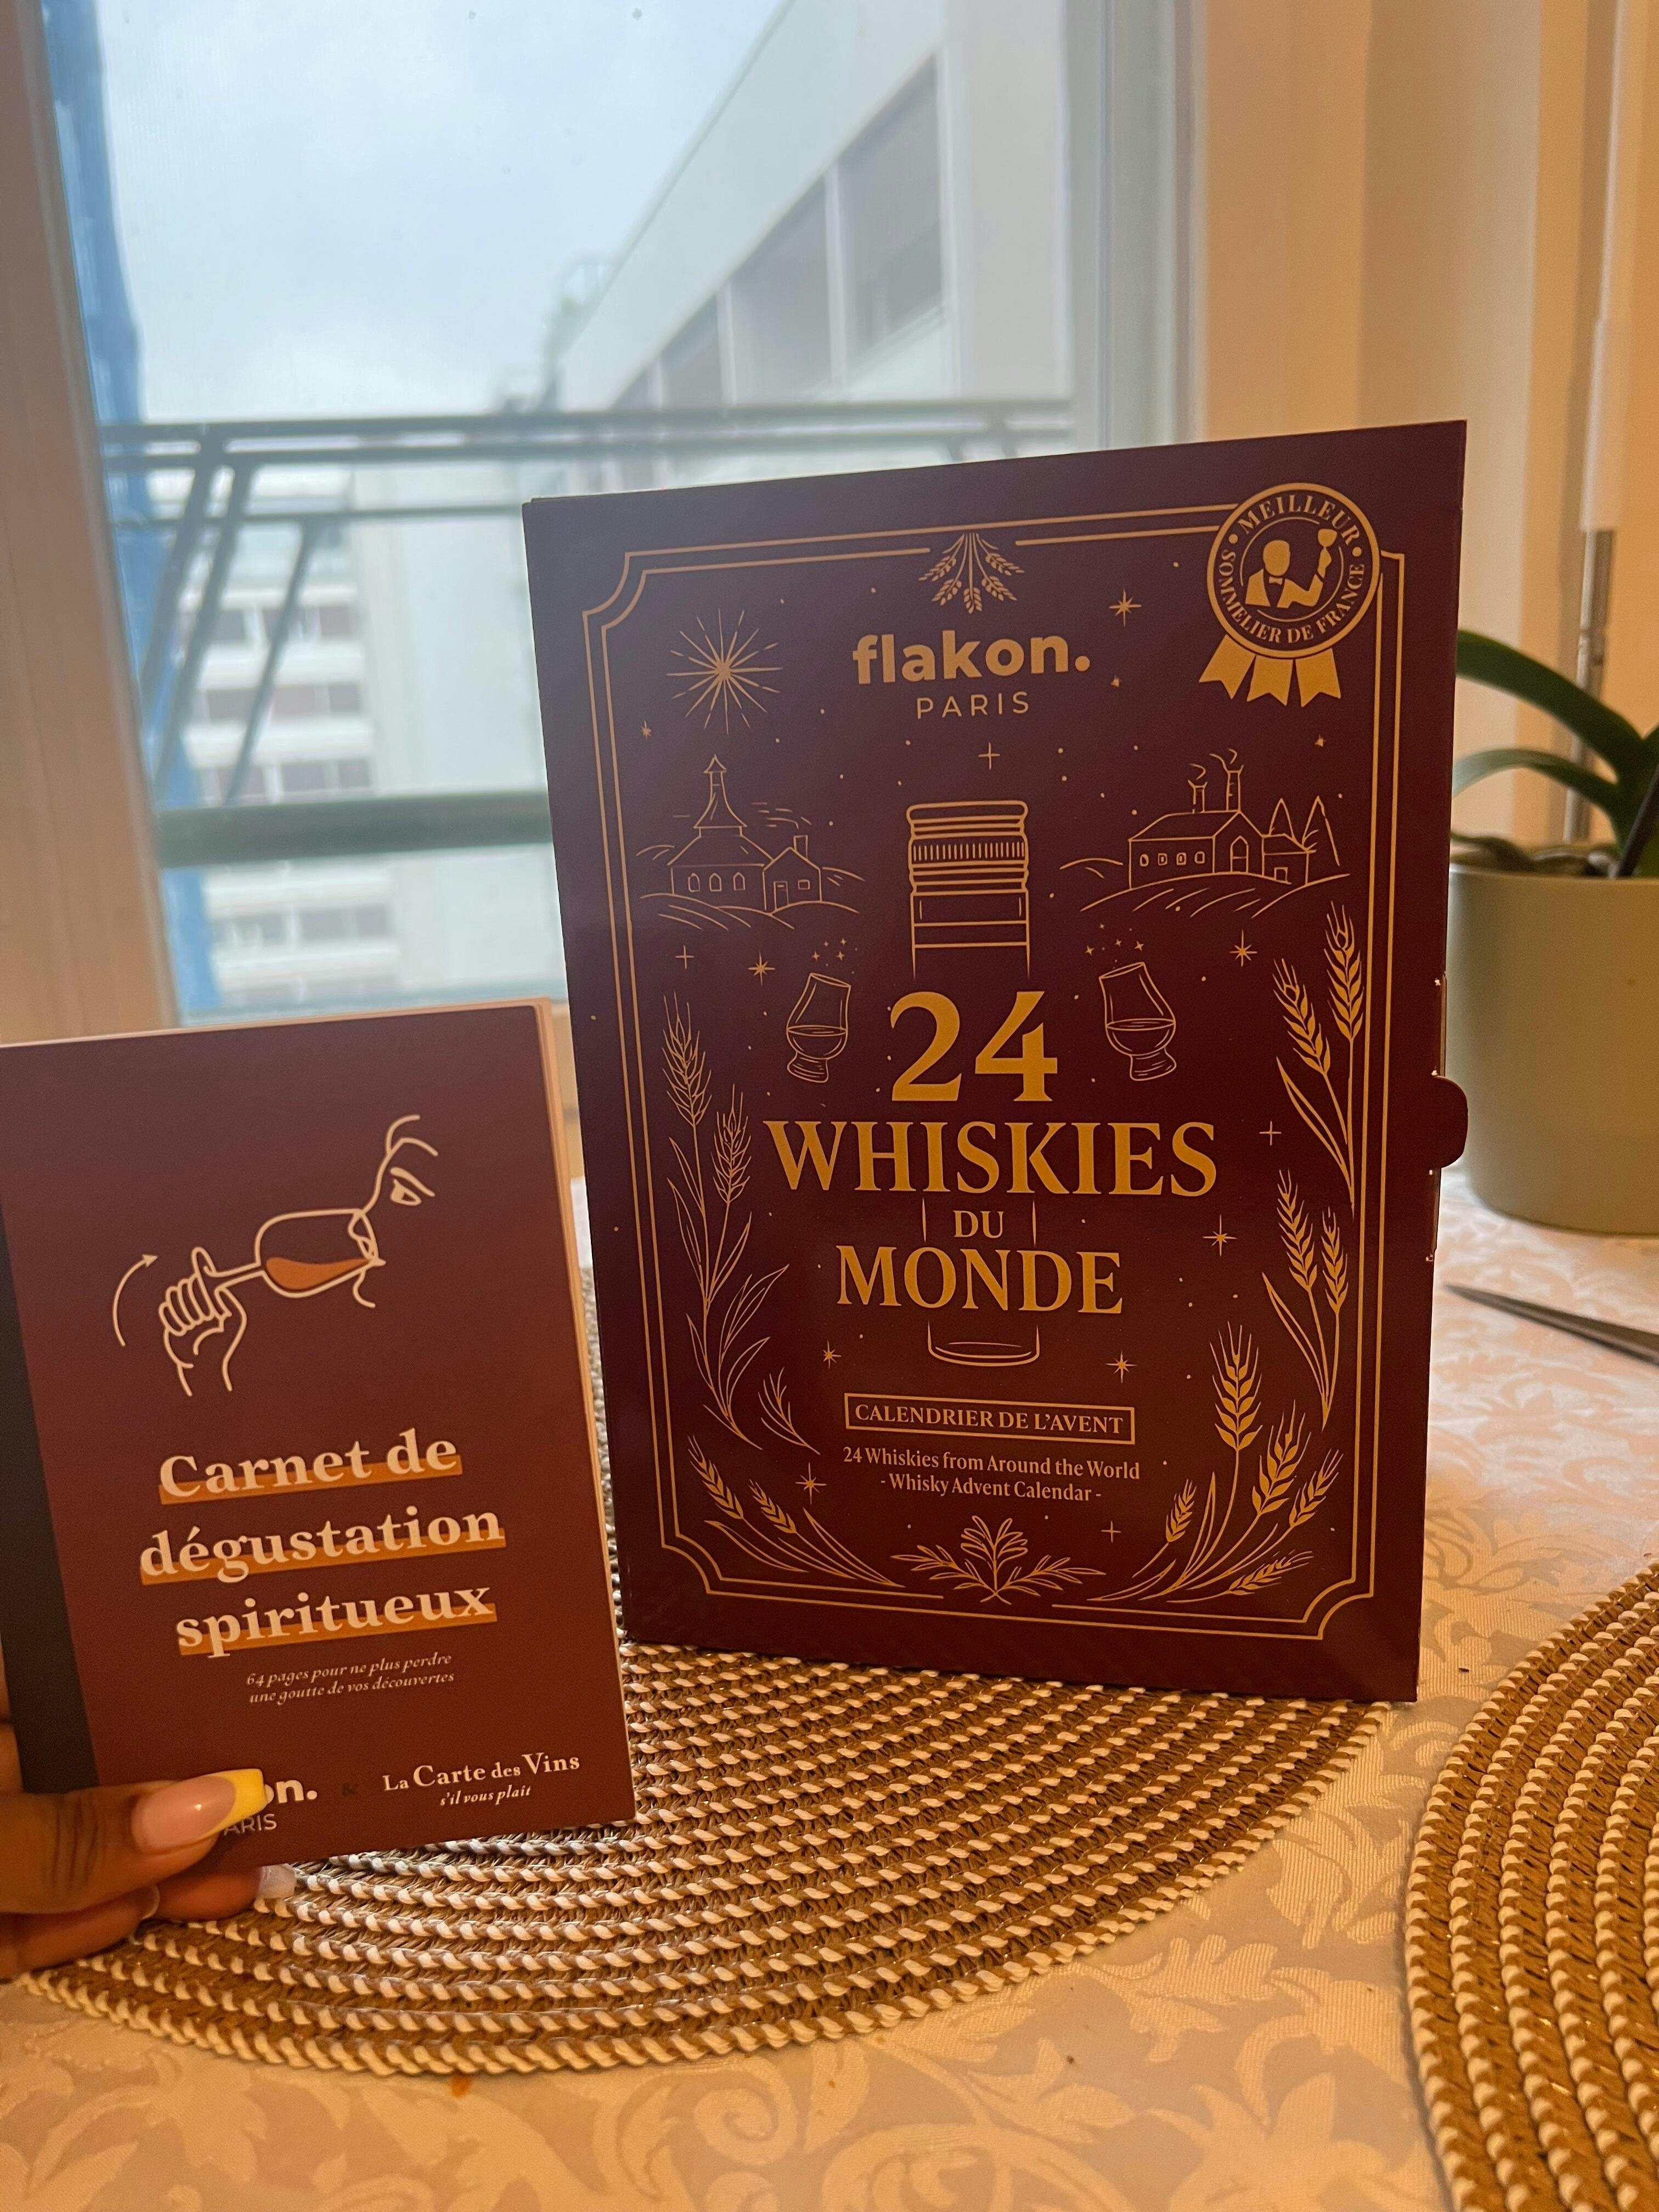 • MEILLEUR •
SOMMELIER DE FRANCE
flakon.
PARIS
24
WHISKIES
DU
MONDE
CALENDRIER DE L'AVENT
24 Whiskies from Around the World
- Whisky Advent Calendar -
Carnet de
dégustation
spiritueux
64 pages pour ne plus perdre
une goutte de vos découvertes
on. & La Carte des Vins
s'il vous plait
ARIS